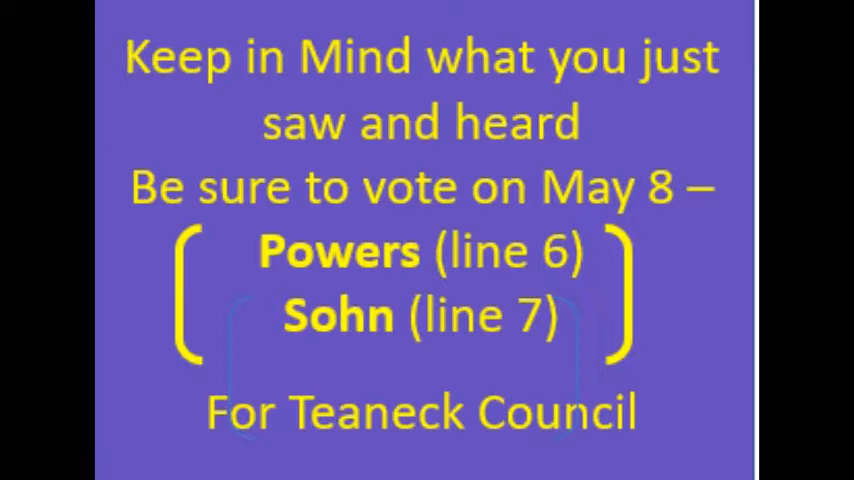 Keep in Mind what you just
saw and heard
Be sure to vote on May 8 –
Powers (line 6)
Sohn (line 7)
For Teaneck Council